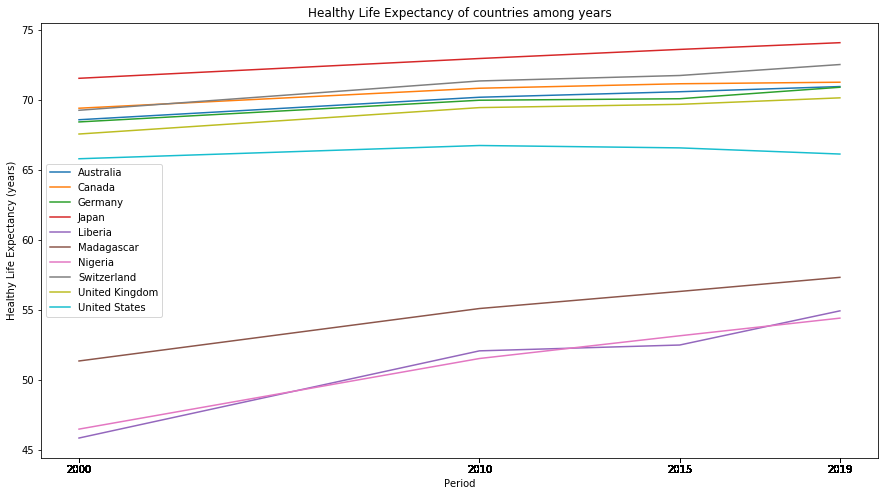 Healthy Life Expectancy of countries among years
75
70
65
60
55
50
45
Healthy Life Expectancy (years)
Australia
Canada
Germany
Japan
Liberia
Madagascar
Nigeria
Switzerland
United Kingdom
United States
2000 2010 2015 2019
Period